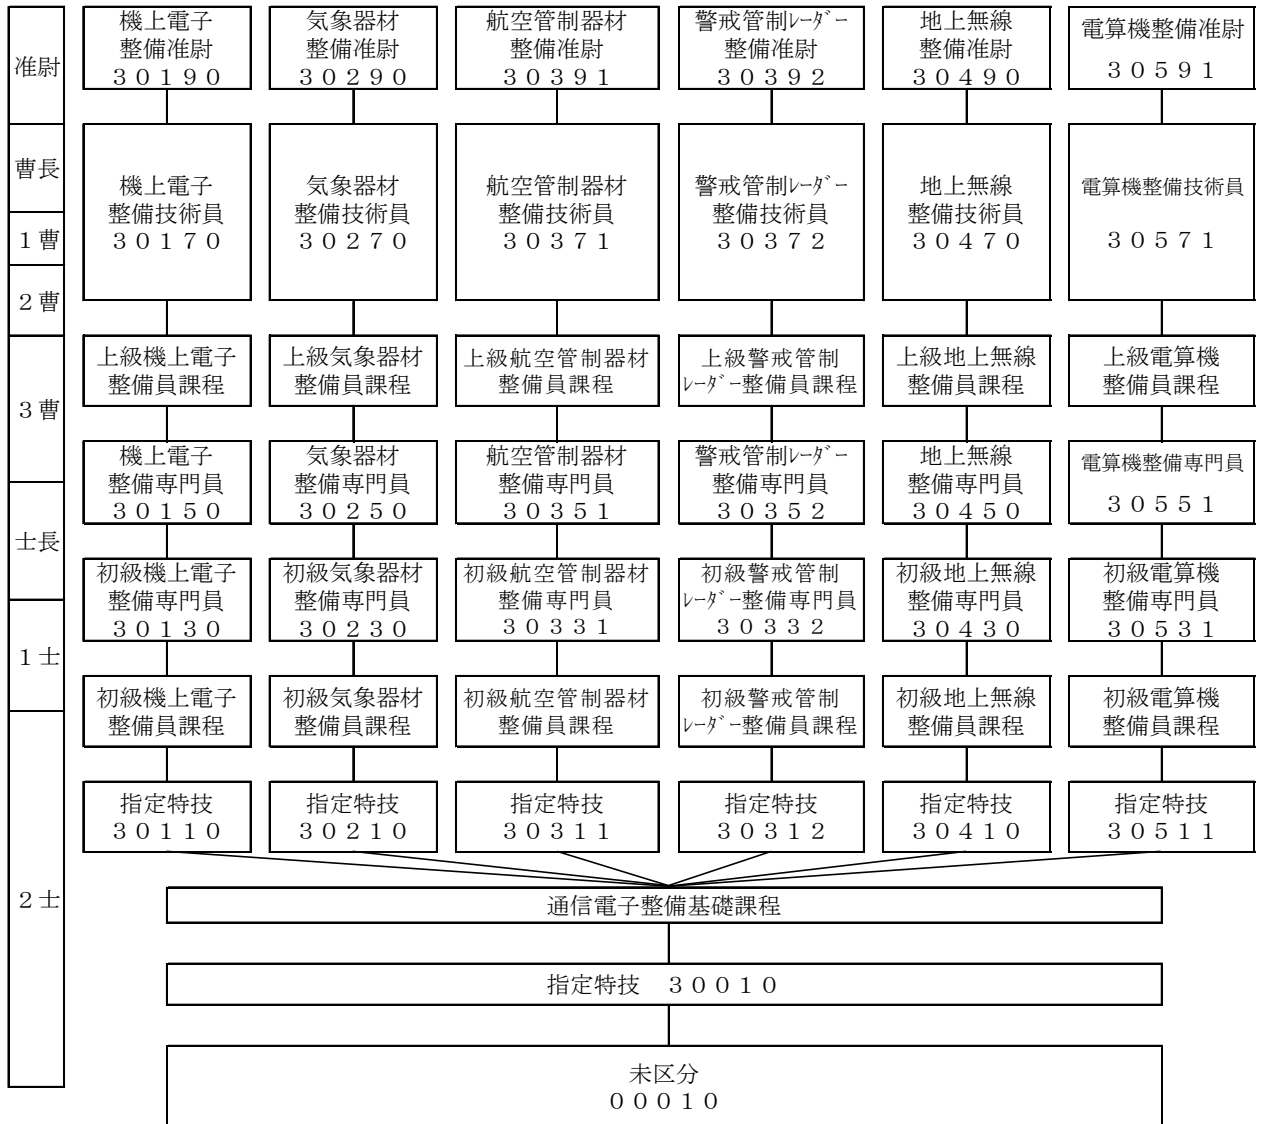 准尉
曹長
１曹
２曹
３曹
士長
１士
２士
機上電子
整備准尉
３０１９０
気象器材
整備准尉
３０２９０
航空管制器材
整備准尉
３０３９１
警戒管制ﾚｰﾀﾞｰ
整備准尉
３０３９２
地上無線
整備准尉
３０４９０
電算機整備准尉
３０５９１
機上電子
整備技術員
３０１７０
気象器材
整備技術員
３０２７０
航空管制器材
整備技術員
３０３７１
警戒管制ﾚｰﾀﾞｰ
整備技術員
３０３７２
地上無線
整備技術員
３０４７０
電算機整備技術員
３０５７１
上級機上電子
整備員課程
上級気象器材
整備員課程
上級航空管制器材
整備員課程
上級警戒管制
ﾚｰﾀﾞｰ整備員課程
上級地上無線
整備員課程
上級電算機
整備員課程
機上電子
整備専門員
３０１５０
気象器材
整備専門員
３０２５０
航空管制器材
整備専門員
３０３５１
警戒管制ﾚｰﾀﾞｰ
整備専門員
３０３５２
地上無線
整備専門員
３０４５０
電算機整備専門員
３０５５１
初級機上電子
整備専門員
３０１３０
初級気象器材
整備専門員
３０２３０
初級航空管制器材
整備専門員
３０３３１
初級警戒管制
ﾚｰﾀﾞｰ整備専門員
３０３３２
初級地上無線
整備専門員
３０４３０
初級電算機
整備専門員
３０５３１
初級機上電子
整備員課程
初級気象器材
整備員課程
初級航空管制器材
整備員課程
初級警戒管制
ﾚｰﾀﾞｰ整備員課程
初級地上無線
整備員課程
初級電算機
整備員課程
指定特技
３０１１０
指定特技
３０２１０
指定特技
３０３１１
指定特技
３０３１２
指定特技
３０４１０
指定特技
３０５１１
通信電子整備基礎課程
指定特技　３００１０
未区分
０００１０